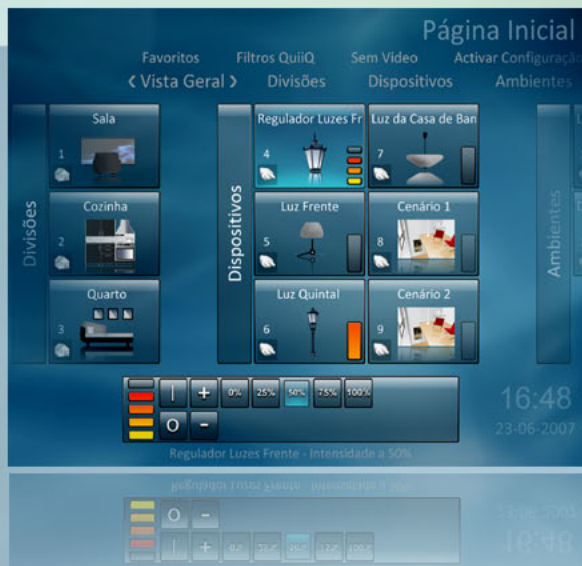 Página Inicial
Favoritos Filtros QuiiQ Sem Video Activar Configuração
< Vista Geral > Divisões Dispositivos Ambientes
Divisões
Sala
1
Cozinha
2
Quarto
3
Dispositivos
Regulador Luzes Fr
4
Luz Frente
5
Luz Quintal
6
Luz da Casa de Ban
7
Cenário 1
8
Cenário 2
9
Ambientes
| + 0% 25% 50% 75% 100%
O -
Regulador Luzes Frente - Intensidade a 50%
16:48
23-06-2007